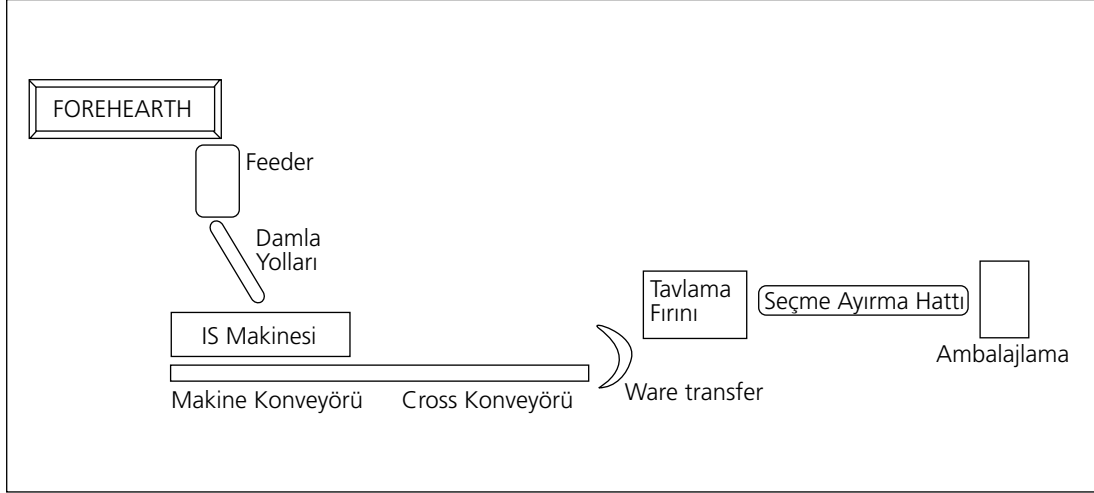 FOREHEARTH
Feeder
Damla
Yolları
IS Makinesi
Makine Konveyörü
Cross Konveyörü
Ware transfer
Tavlama
Fırını
Seçme Ayırma Hattı
Ambalajlama